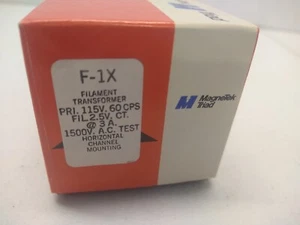 F-1X
FILAMENT
TRANSFORMER
PRI. 115V. 60 CPS
FIL. 2.5V. CT.
@ 3 A.
1500V. A.C. TEST
HORIZONTAL
CHANNEL
MOUNTING
MagneTek
Triad